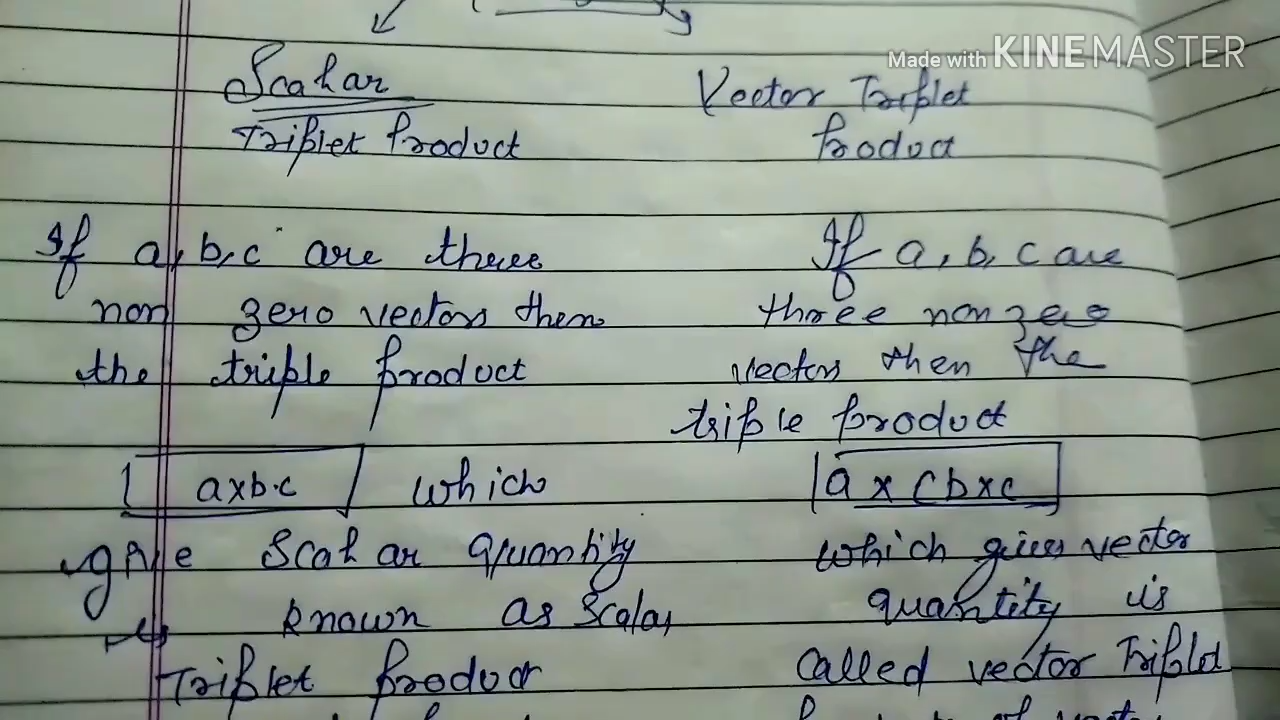 Made with KINEMASTER
Scalar
Triplet Product
If a, b, c are three
non zero vectors then
the triple product
axb.c which
give Scalar quantity
known as Scalar
Triplet product
Vector Triplet
Product
If a, b, c are
three non zero
vectors then the
triple product
a x (bxc
which gives vector
quantity is
called vector Triplet